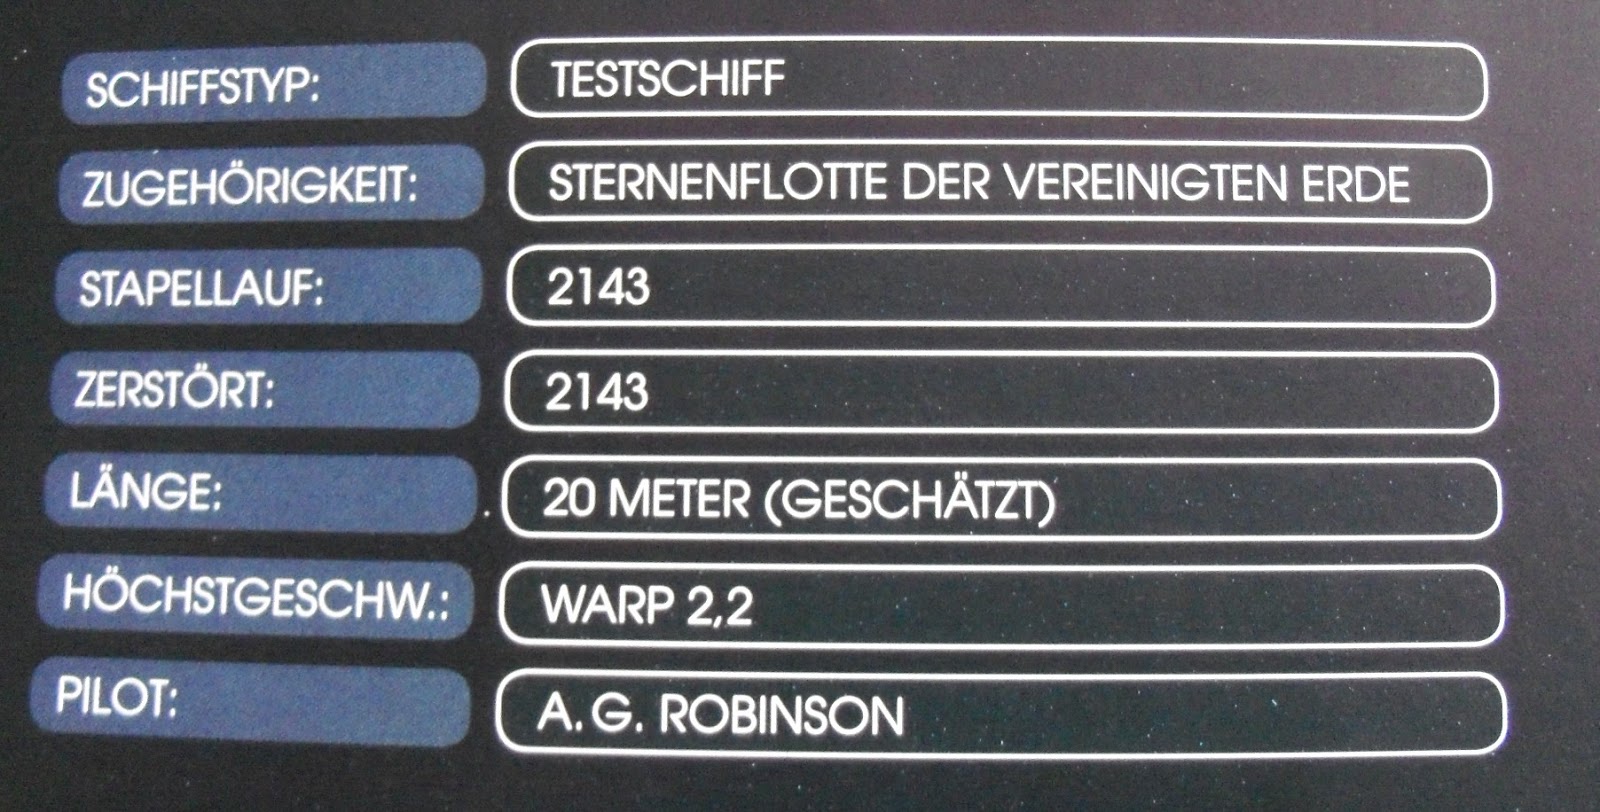 SCHIFFSTYP: TESTSCHIFF
ZUGEHÖRIGKEIT: STERNENFLOTTE DER VEREINIGTEN ERDE
STAPELLAUF: 2143
ZERSTÖRT: 2143
LÄNGE: 20 METER (GESCHÄTZT)
HÖCHSTGESCHW.: WARP 2,2
PILOT: A. G. ROBINSON